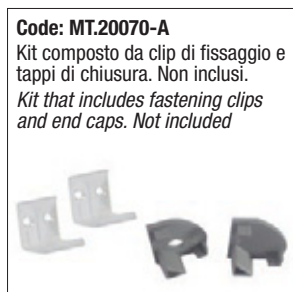 Code: MT.20070-A
Kit composto da clip di fissaggio e
tappi di chiusura. Non inclusi.
Kit that includes fastening clips
and end caps. Not included